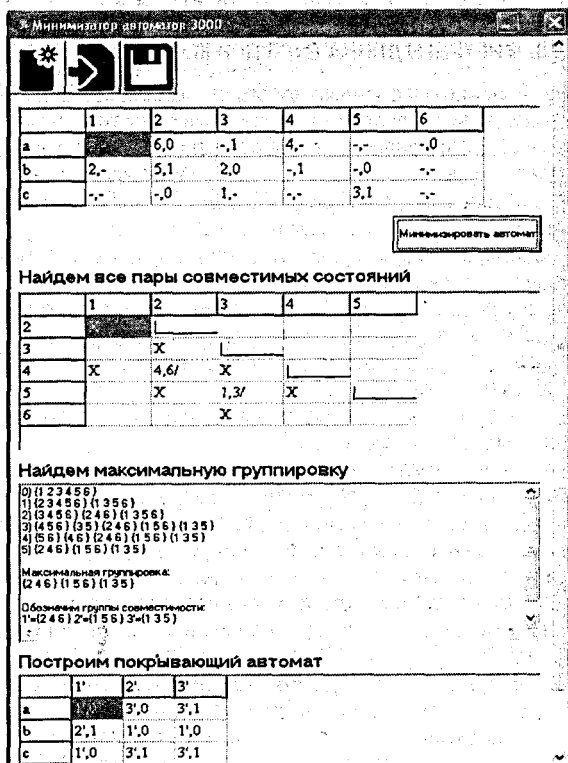 Минимизатор автоматов 3000
1 2 3 4 5 6
a 6,0 -,1 4,- -,- -,0
b 2,- 5,1 2,0 -,1 -,0 -,-
c -,- -,0 1,- -,- 3,1 -,-
Минимизировать автомат
Найдем все пары совместимых состояний
1 2 3 4 5
2
3 X
4 X 4,6/ X
5 X 1,3/ X
6 X
Найдем максимальную группировку
0) {1 2 3 4 5 6 }
1) {2 3 4 5 6 } {1 3 5 6 }
2) {3 4 5 6 } {2 4 6 } {1 3 5 6 }
3) {4 5 6 } {3 5 } {2 4 6 } {1 5 6 } {1 3 5 }
4) {5 6 } {4 6 } {2 4 6 } {1 5 6 } {1 3 5 }
5) {2 4 6 } {1 5 6 } {1 3 5 }
Максимальная группировка:
{2 4 6 } {1 5 6 } {1 3 5 }
Обозначим группы совместимости:
1'={2 4 6 } 2'={1 5 6 } 3'={1 3 5 }
Построим покрывающий автомат
1' 2' 3'
a 3',0 3',1
b 2',1 1',0 1',0
c 1',0 3',1 3',1